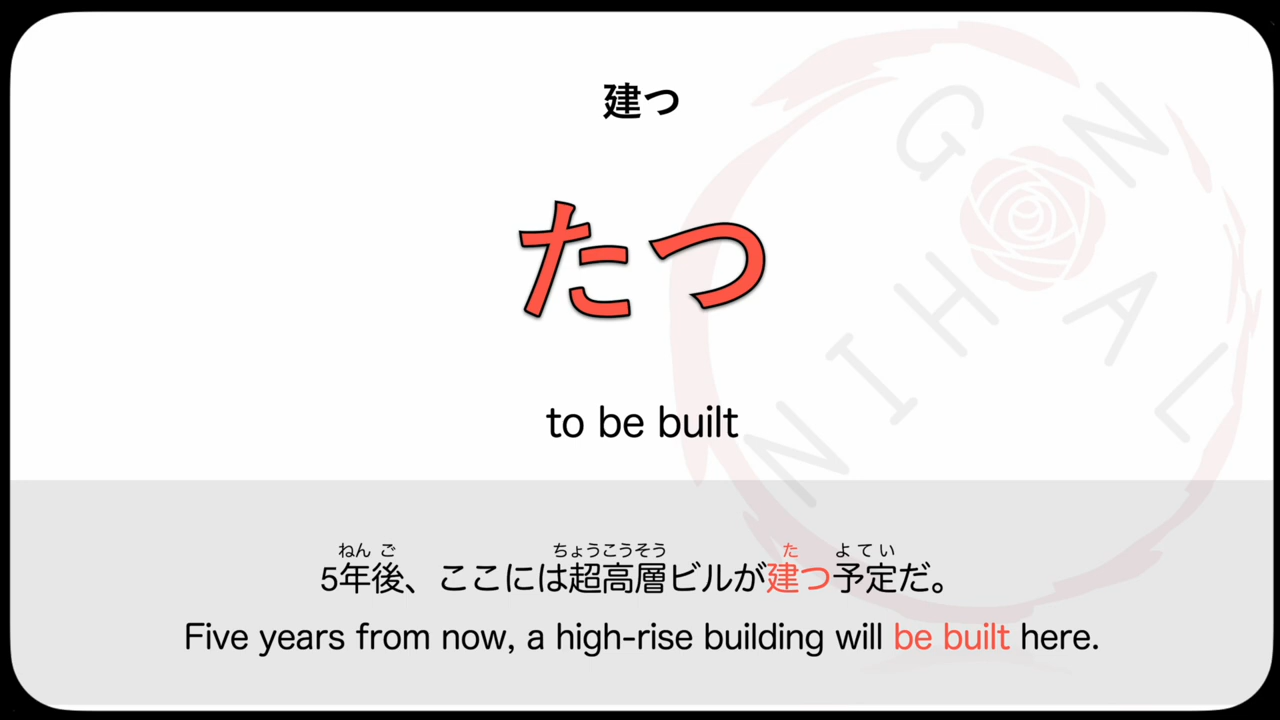 建つ
たつ
to be built
ねん ご ちょうこうそう た よてい
5年後、ここには超高層ビルが建つ予定だ。
Five years from now, a high-rise building will be built here.
NIHONGONAL